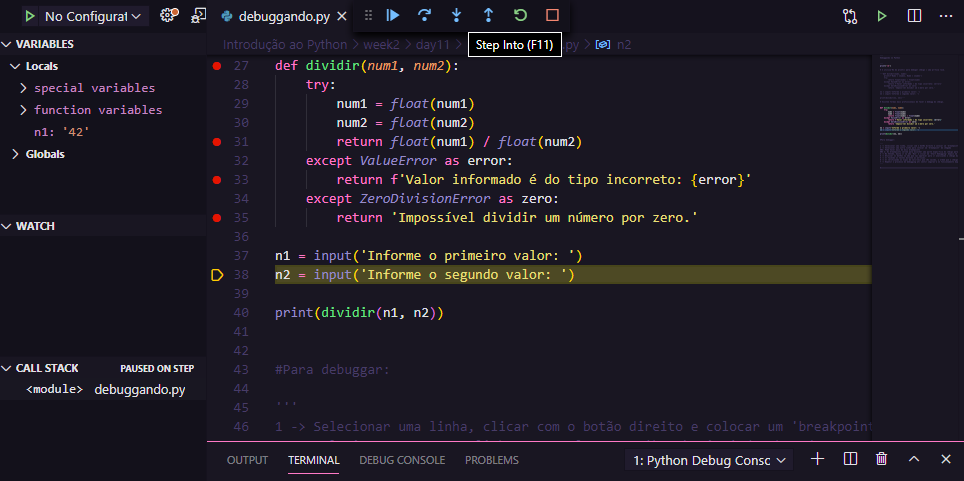 No Configurat
debuggando.py
Introdução ao Python > week2 > day11 > .py > n2
Step Into (F11)
VARIABLES
Locals
special variables
function variables
n1: '42'
Globals
WATCH
CALL STACK PAUSED ON STEP
<module> debuggando.py
27 def dividir(num1, num2):
28 try:
29 num1 = float(num1)
30 num2 = float(num2)
31 return float(num1) / float(num2)
32 except ValueError as error:
33 return f'Valor informado é do tipo incorreto: {error}'
34 except ZeroDivisionError as zero:
35 return 'Impossível dividir um número por zero.'
36
37 n1 = input('Informe o primeiro valor: ')
38 n2 = input('Informe o segundo valor: ')
39
40 print(dividir(n1, n2))
41
42
43 #Para debuggar:
44
45 '''
46 1 -> Selecionar uma linha, clicar com o botão direito e colocar um 'breakpoint
OUTPUT TERMINAL DEBUG CONSOLE PROBLEMS 1: Python Debug Consc